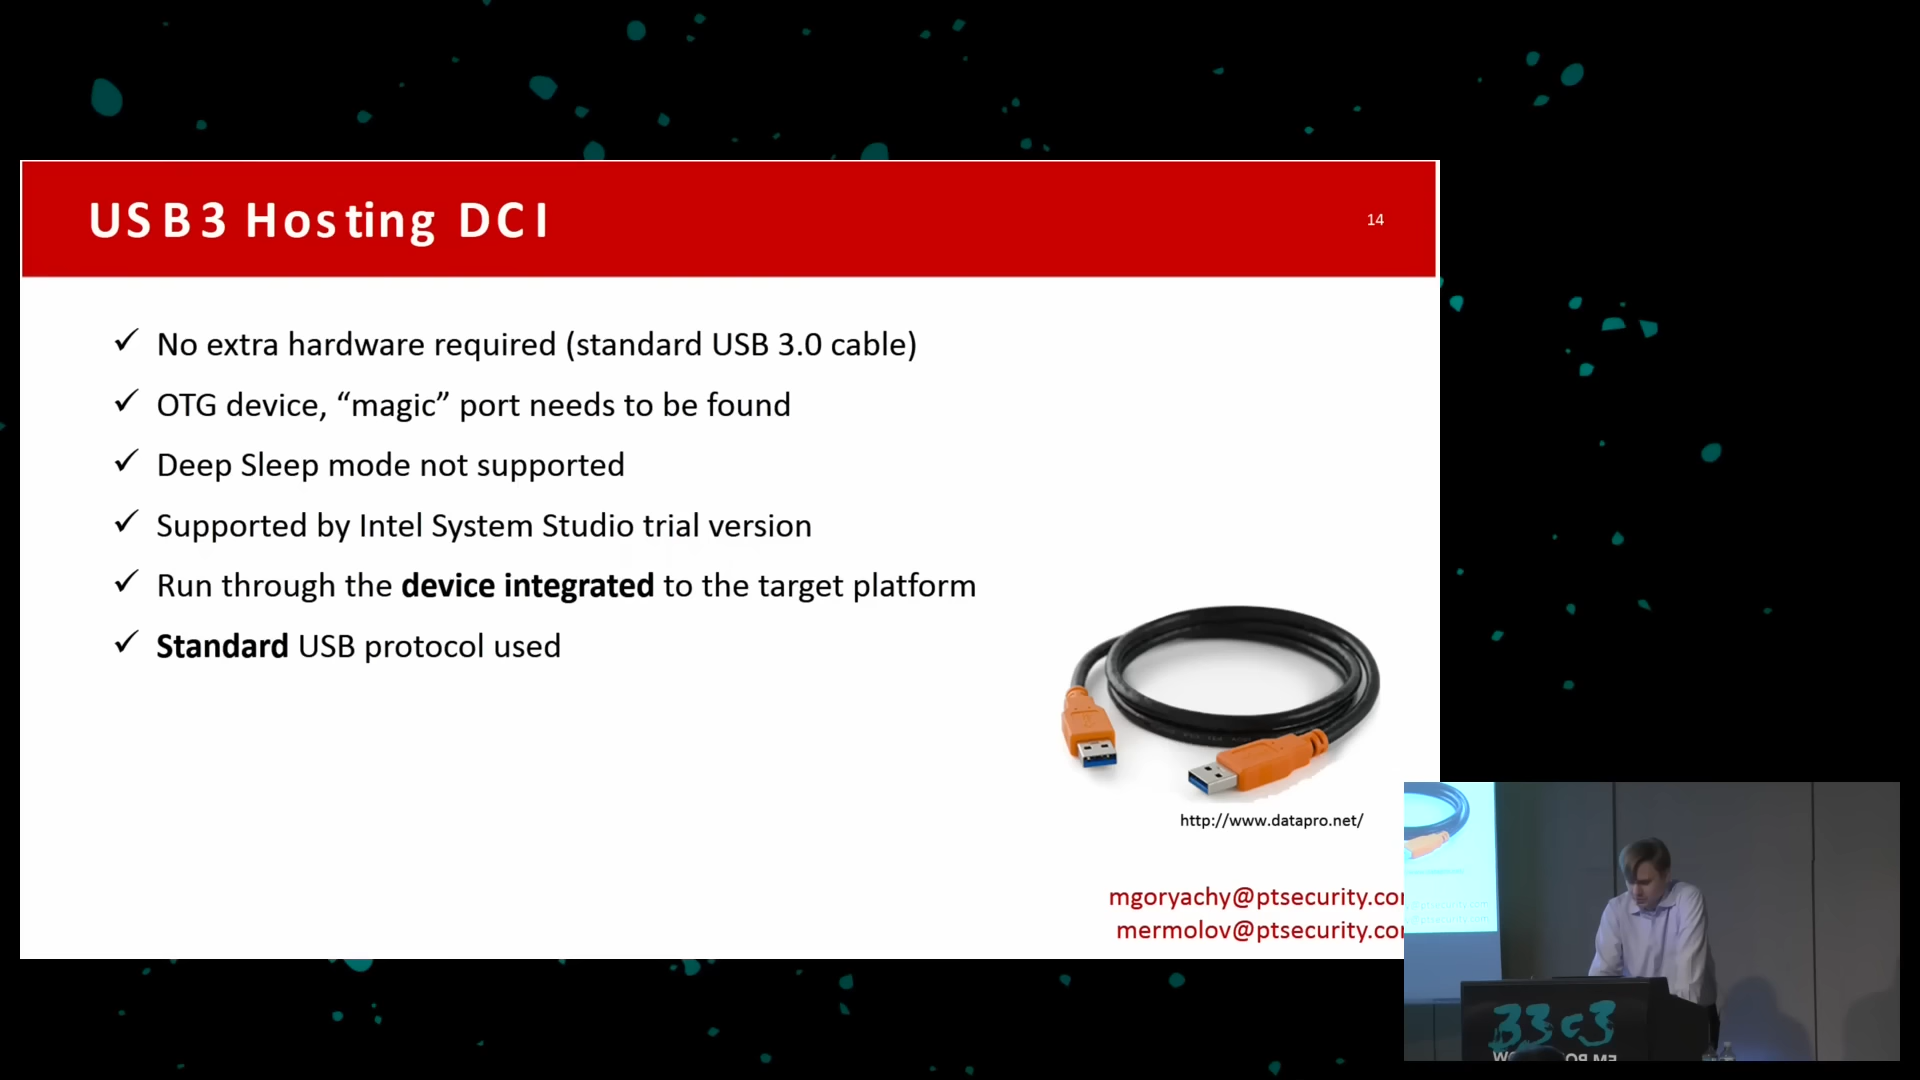 USB3 Hosting DCI
14
✓ No extra hardware required (standard USB 3.0 cable)
✓ OTG device, “magic” port needs to be found
✓ Deep Sleep mode not supported
✓ Supported by Intel System Studio trial version
✓ Run through the device integrated to the target platform
✓ Standard USB protocol used
http://www.datapro.net/
mgoryachy@ptsecurity.co
mermolov@ptsecurity.co
33c3